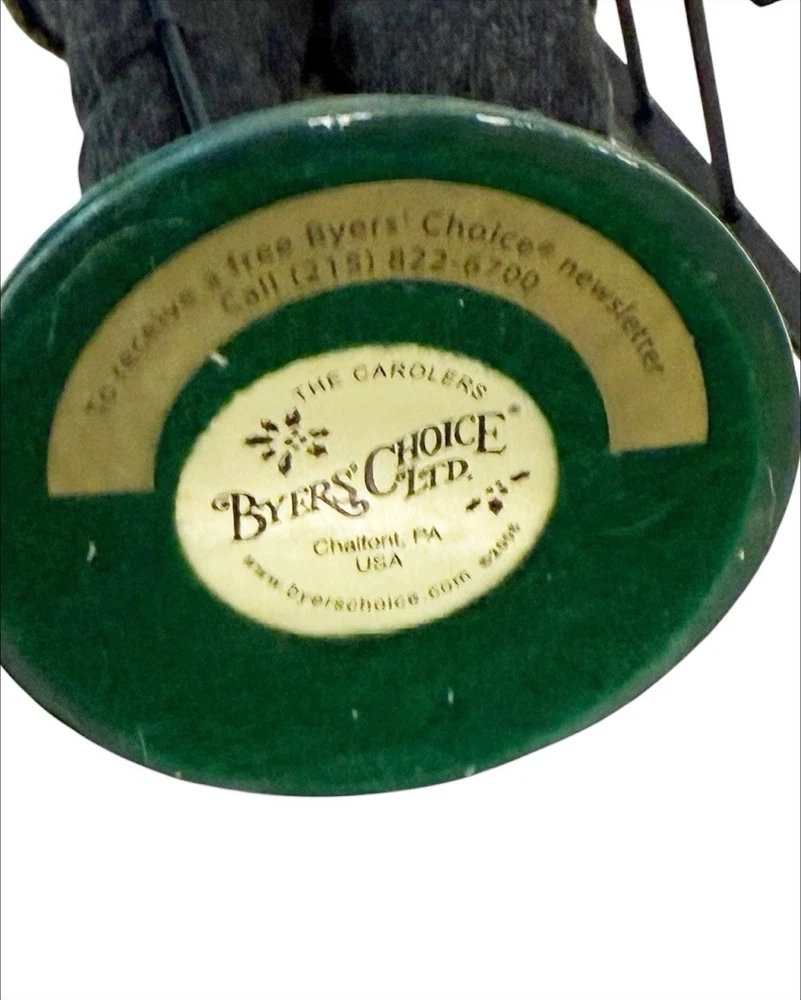 To receive a free Byers' Choice® newsletter
Call (215) 822-6700
THE CAROLERS®
BYERS' CHOICE
LTD.
Chalfont, PA
USA
www.byerschoice.com